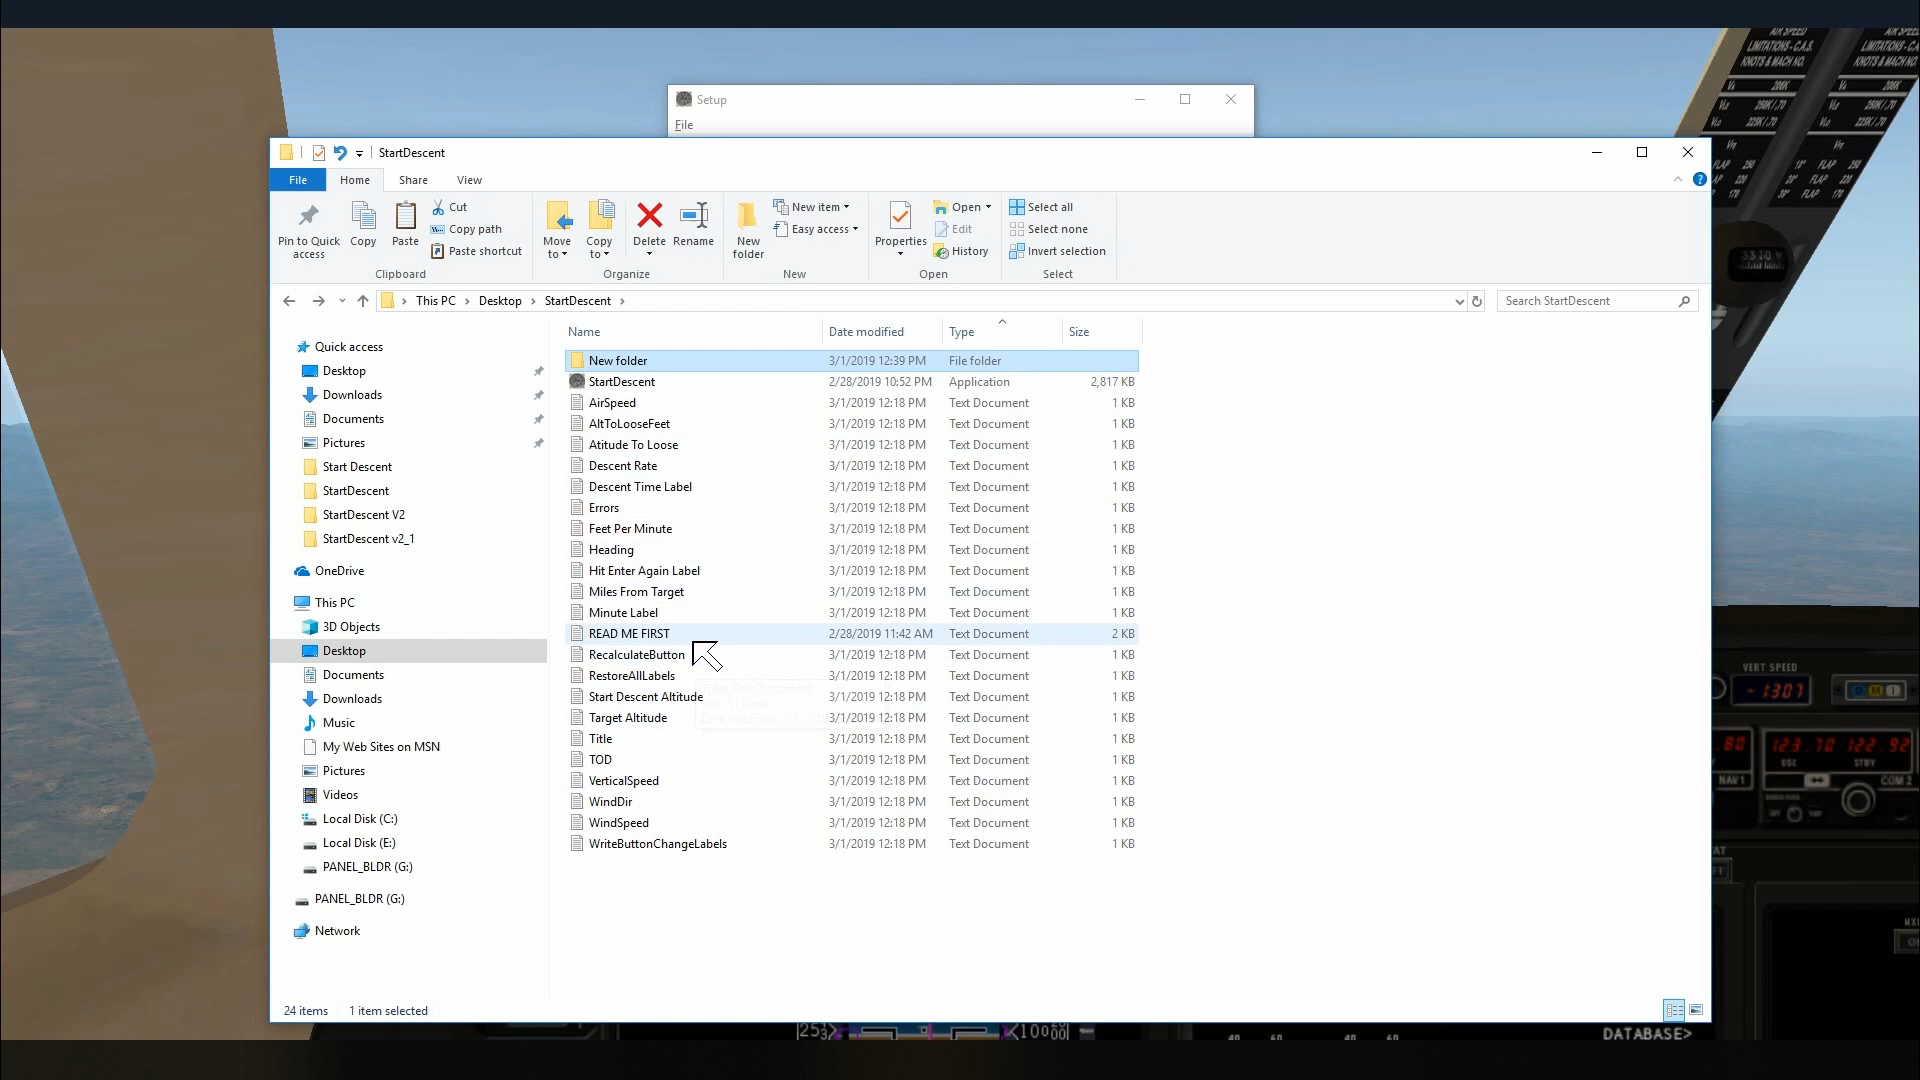 Setup
File
StartDescent
File Home Share View
Pin to Quick access
Copy
Paste
Cut
Copy path
Paste shortcut
Clipboard
Move to
Copy to
Delete
Rename
Organize
New folder
New item
Easy access
New
Properties
Open
Edit
History
Open
Select all
Select none
Invert selection
Select
This PC > Desktop > StartDescent >
Search StartDescent
Quick access
Desktop
Downloads
Documents
Pictures
Start Descent
StartDescent
StartDescent V2
StartDescent v2_1
OneDrive
This PC
3D Objects
Desktop
Documents
Downloads
Music
My Web Sites on MSN
Pictures
Videos
Local Disk (C:)
Local Disk (E:)
PANEL_BLDR (G:)
PANEL_BLDR (G:)
Network
Name Date modified Type Size
New folder 3/1/2019 12:39 PM File folder
StartDescent 2/28/2019 10:52 PM Application 2,817 KB
AirSpeed 3/1/2019 12:18 PM Text Document 1 KB
AltToLooseFeet 3/1/2019 12:18 PM Text Document 1 KB
Atitude To Loose 3/1/2019 12:18 PM Text Document 1 KB
Descent Rate 3/1/2019 12:18 PM Text Document 1 KB
Descent Time Label 3/1/2019 12:18 PM Text Document 1 KB
Errors 3/1/2019 12:18 PM Text Document 1 KB
Feet Per Minute 3/1/2019 12:18 PM Text Document 1 KB
Heading 3/1/2019 12:18 PM Text Document 1 KB
Hit Enter Again Label 3/1/2019 12:18 PM Text Document 1 KB
Miles From Target 3/1/2019 12:18 PM Text Document 1 KB
Minute Label 3/1/2019 12:18 PM Text Document 1 KB
READ ME FIRST 2/28/2019 11:42 AM Text Document 2 KB
RecalculateButton 3/1/2019 12:18 PM Text Document 1 KB
RestoreAllLabels 3/1/2019 12:18 PM Text Document 1 KB
Start Descent Altitude 3/1/2019 12:18 PM Text Document 1 KB
Target Altitude 3/1/2019 12:18 PM Text Document 1 KB
Title 3/1/2019 12:18 PM Text Document 1 KB
TOD 3/1/2019 12:18 PM Text Document 1 KB
VerticalSpeed 3/1/2019 12:18 PM Text Document 1 KB
WindDir 3/1/2019 12:18 PM Text Document 1 KB
WindSpeed 3/1/2019 12:18 PM Text Document 1 KB
WriteButtonChangeLabels 3/1/2019 12:18 PM Text Document 1 KB
24 items 1 item selected
AIR SPEED
LIMITATIONS - C.A.S.
KNOTS & MACH NO.
VERT SPEED
-1307
123.70 122.92
USE STBY
NAV1
COM 2
253
DATABASE>